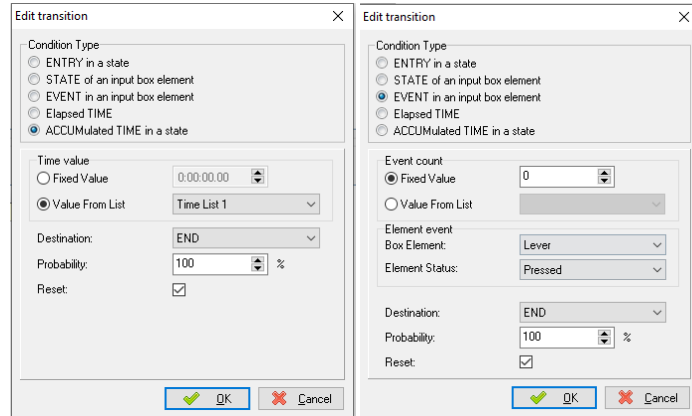 Edit transition
Condition Type
ENTRY in a state
STATE of an input box element
EVENT in an input box element
Elapsed TIME
ACCUMulated TIME in a state
Time value
Fixed Value 0:00:00.00
Value From List Time List 1
Destination: END
Probability: 100 %
Reset:
OK Cancel
Edit transition
Condition Type
ENTRY in a state
STATE of an input box element
EVENT in an input box element
Elapsed TIME
ACCUMulated TIME in a state
Event count
Fixed Value 0
Value From List
Element event
Box Element: Lever
Element Status: Pressed
Destination: END
Probability: 100 %
Reset:
OK Cancel